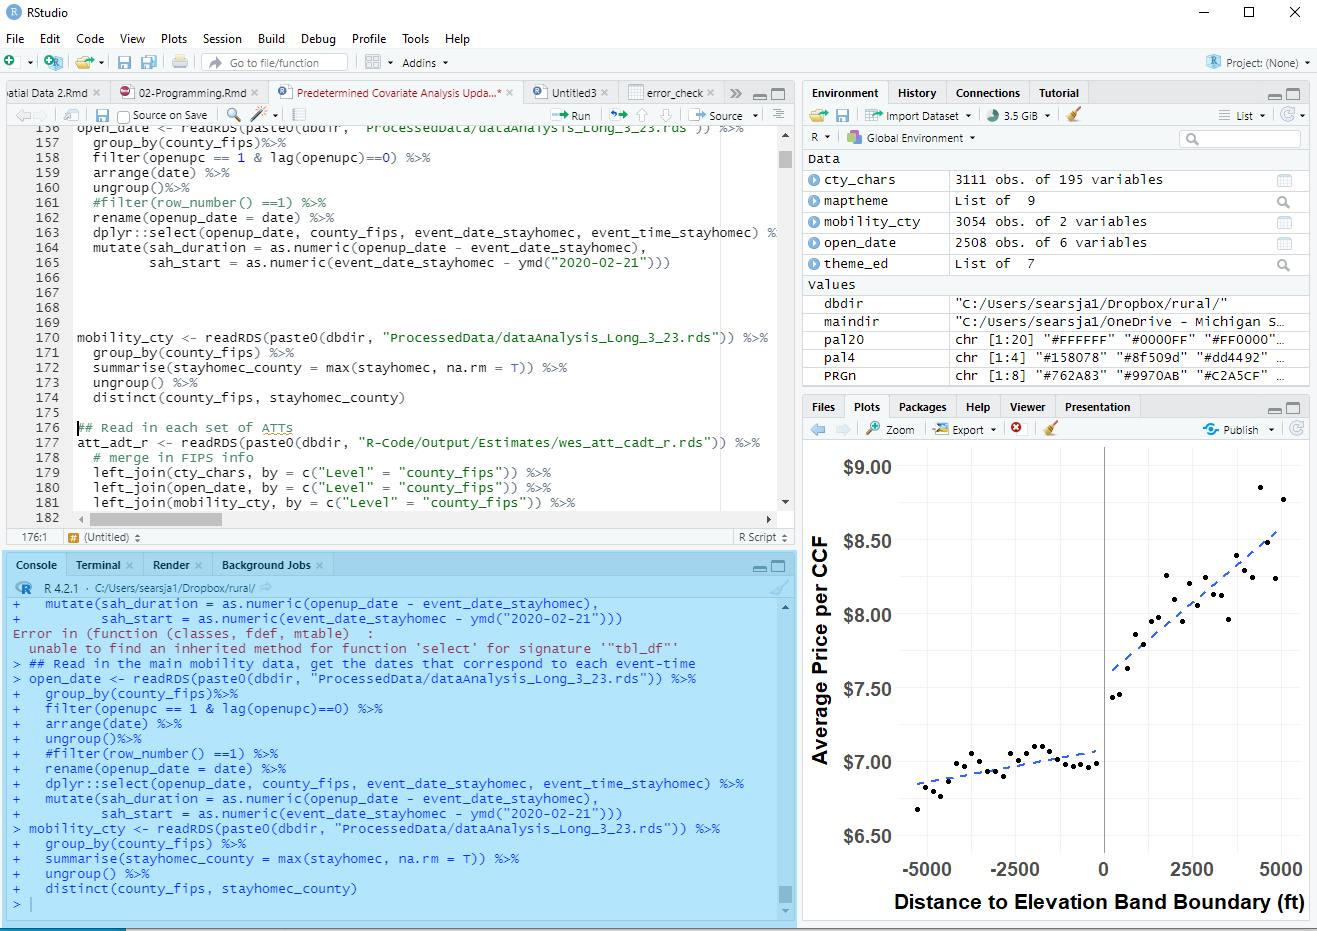 RStudio
File Edit Code View Plots Session Build Debug Profile Tools Help
Go to file/function Addins Project: (None)
patial Data 2.Rmd 02-Programming.Rmd Predetermined Covariate Analysis Upda...* Untitled3 error_check
Source on Save Run Source
156 open_date <- readRDS(paste0(dbdir, "ProcessedData/dataAnalysis_Long_3_23.rds")) %>%
157 group_by(county_fips)%>%
158 filter(openupc == 1 & lag(openupc)==0) %>%
159 arrange(date) %>%
160 ungroup()%>%
161 #filter(row_number() ==1) %>%
162 rename(openup_date = date) %>%
163 dplyr::select(openup_date, county_fips, event_date_stayhomec, event_time_stayhomec) %
164 mutate(sah_duration = as.numeric(openup_date - event_date_stayhomec),
165 sah_start = as.numeric(event_date_stayhomec - ymd("2020-02-21")))
166
167
168
169
170 mobility_cty <- readRDS(paste0(dbdir, "ProcessedData/dataAnalysis_Long_3_23.rds")) %>%
171 group_by(county_fips) %>%
172 summarise(stayhomec_county = max(stayhomec, na.rm = T)) %>%
173 ungroup() %>%
174 distinct(county_fips, stayhomec_county)
175
176 ## Read in each set of ATTs
177 att_adt_r <- readRDS(paste0(dbdir, "R-Code/Output/Estimates/wes_att_cadt_r.rds")) %>%
178 # merge in FIPS info
179 left_join(cty_chars, by = c("Level" = "county_fips")) %>%
180 left_join(open_date, by = c("Level" = "county_fips")) %>%
181 left_join(mobility_cty, by = c("Level" = "county_fips")) %>%
182
176:1 # (Untitled) R Script
Console Terminal Render Background Jobs
R 4.2.1 · C:/Users/searsja1/Dropbox/rural/
+ mutate(sah_duration = as.numeric(openup_date - event_date_stayhomec),
+ sah_start = as.numeric(event_date_stayhomec - ymd("2020-02-21")))
Error in (function (classes, fdef, mtable) :
unable to find an inherited method for function 'select' for signature '"tbl_df"'
> ## Read in the main mobility data, get the dates that correspond to each event-time
> open_date <- readRDS(paste0(dbdir, "ProcessedData/dataAnalysis_Long_3_23.rds")) %>%
+ group_by(county_fips)%>%
+ filter(openupc == 1 & lag(openupc)==0) %>%
+ arrange(date) %>%
+ ungroup()%>%
+ #filter(row_number() ==1) %>%
+ rename(openup_date = date) %>%
+ dplyr::select(openup_date, county_fips, event_date_stayhomec, event_time_stayhomec) %>%
+ mutate(sah_duration = as.numeric(openup_date - event_date_stayhomec),
+ sah_start = as.numeric(event_date_stayhomec - ymd("2020-02-21")))
> mobility_cty <- readRDS(paste0(dbdir, "ProcessedData/dataAnalysis_Long_3_23.rds")) %>%
+ group_by(county_fips) %>%
+ summarise(stayhomec_county = max(stayhomec, na.rm = T)) %>%
+ ungroup() %>%
+ distinct(county_fips, stayhomec_county)
>
Environment History Connections Tutorial
Import Dataset 3.5 GiB List
R Global Environment
Data
cty_chars 3111 obs. of 195 variables
maptheme List of 9
mobility_cty 3054 obs. of 2 variables
open_date 2508 obs. of 6 variables
theme_ed List of 7
Values
dbdir "C:/Users/searsja1/Dropbox/rural/"
maindir "C:/Users/searsja1/OneDrive - Michigan S…
pal20 chr [1:20] "#FFFFFF" "#0000FF" "#FF0000"…
pal4 chr [1:4] "#158078" "#8f509d" "#dd4492" …
PRGn chr [1:8] "#762A83" "#9970AB" "#C2A5CF" …
Files Plots Packages Help Viewer Presentation
Zoom Export Publish
Average Price per CCF
$9.00
$8.50
$8.00
$7.50
$7.00
$6.50
-5000 -2500 0 2500 5000
Distance to Elevation Band Boundary (ft)